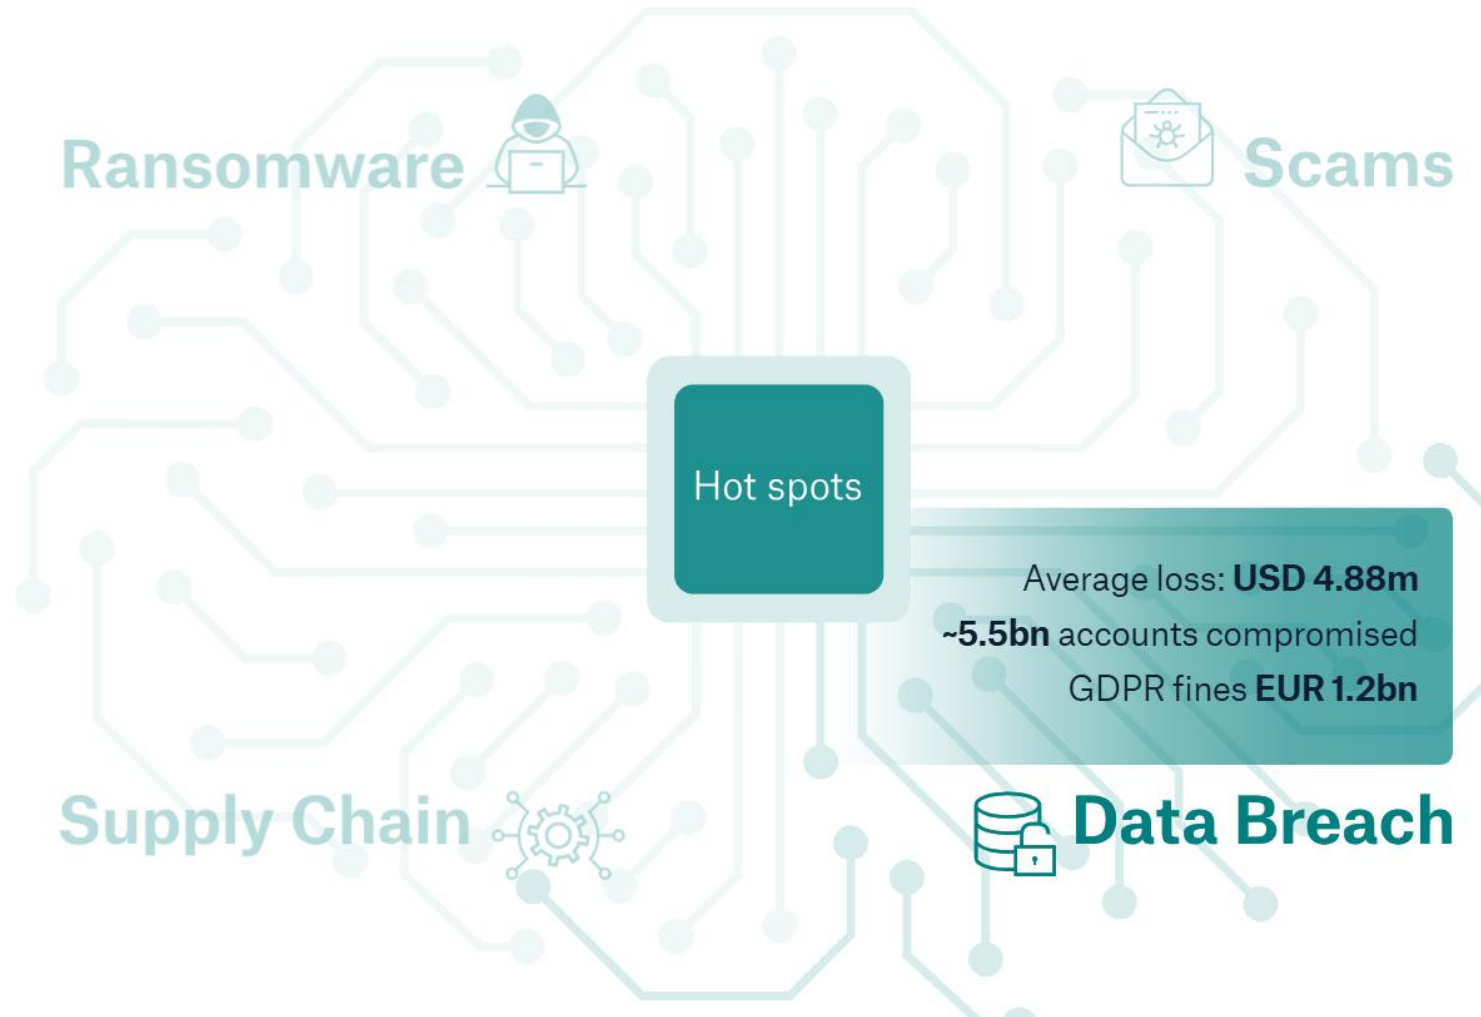 Ransomware
Scams
Hot spots
Average loss: USD 4.88m
~5.5bn accounts compromised
GDPR fines EUR 1.2bn
Supply Chain
Data Breach